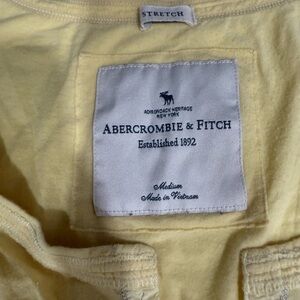 STRETCH
ADIRONDACK HERITAGE
NEW YORK
ABERCROMBIE & FITCH
Established 1892
Medium
Made in Vietnam